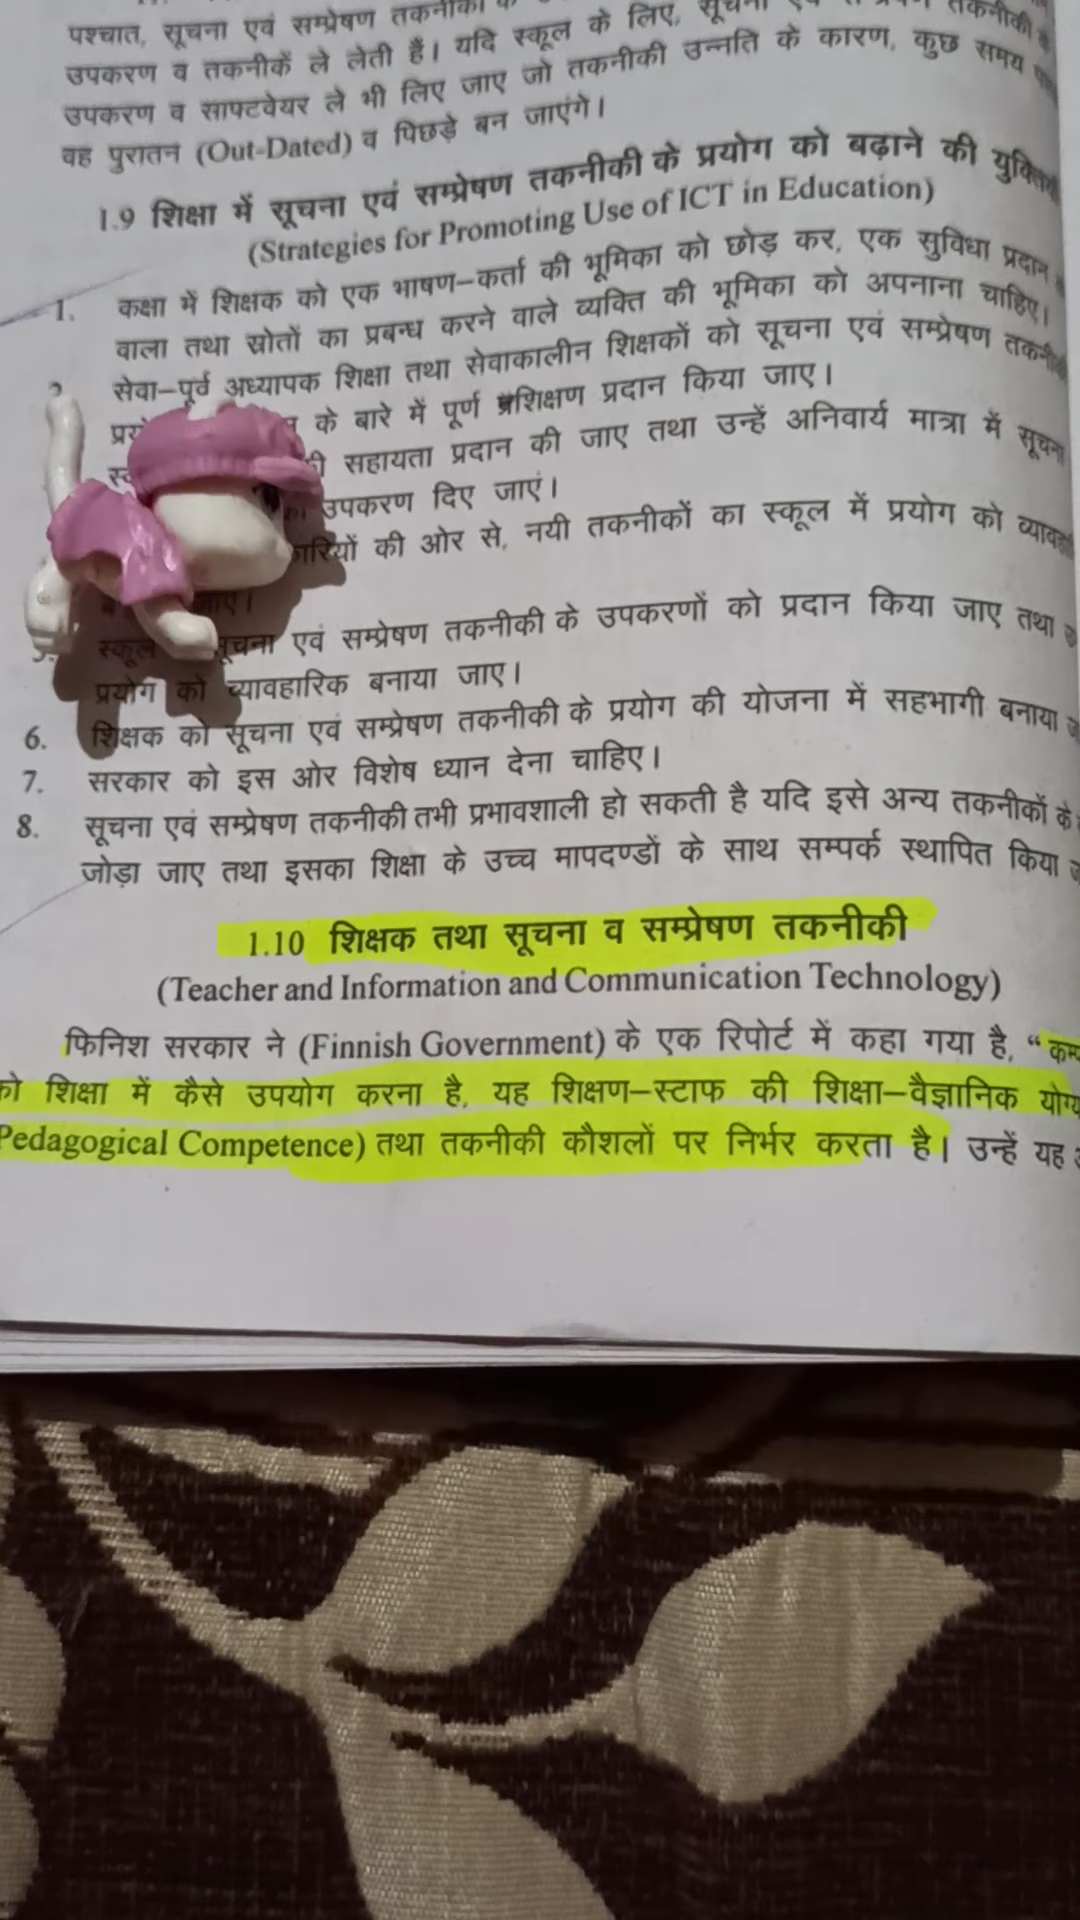 पश्चात, सूचना एवं सम्प्रेषण तकनीकी
उपकरण व तकनीकें ले लेती हैं। यदि स्कूल के लिए, सूचना एवं तकनीकी के
उपकरण व साफ्टवेयर ले भी लिए जाए जो तकनीकी उन्नति के कारण, कुछ समय
वह पुरातन (Out-Dated) व पिछड़े बन जाएंगे।
1.9 शिक्षा में सूचना एवं सम्प्रेषण तकनीकी के प्रयोग को बढ़ाने की
(Strategies for Promoting Use of ICT in Education)
1. कक्षा में शिक्षक को एक भाषण–कर्ता की भूमिका को छोड़ कर, एक सुविधा प्रदान
वाला तथा स्रोतों का प्रबन्ध करने वाले व्यक्ति की भूमिका को अपनाना चाहिए।
सेवा–पूर्व अध्यापक शिक्षा तथा सेवाकालीन शिक्षकों को सूचना एवं सम्प्रेषण
के बारे में पूर्ण प्रशिक्षण प्रदान किया जाए।
सहायता प्रदान की जाए तथा उन्हें अनिवार्य मात्रा में सूचना
उपकरण दिए जाएं।
की ओर से, नयी तकनीकों का स्कूल में प्रयोग को
जाए।
स्कूल सूचना एवं सम्प्रेषण तकनीकी के उपकरणों को प्रदान किया जाए तथा
प्रयोग को व्यावहारिक बनाया जाए।
6. शिक्षक को सूचना एवं सम्प्रेषण तकनीकी के प्रयोग की योजना में सहभागी बनाया
7. सरकार को इस ओर विशेष ध्यान देना चाहिए।
8. सूचना एवं सम्प्रेषण तकनीकी तभी प्रभावशाली हो सकती है यदि इसे अन्य तकनीकों के
जोड़ा जाए तथा इसका शिक्षा के उच्च मापदण्डों के साथ सम्पर्क स्थापित किया
1.10 शिक्षक तथा सूचना व सम्प्रेषण तकनीकी
(Teacher and Information and Communication Technology)
फिनिश सरकार ने (Finnish Government) के एक रिपोर्ट में कहा गया है, “
को शिक्षा में कैसे उपयोग करना है, यह शिक्षण–स्टाफ की शिक्षा–वैज्ञानिक
Pedagogical Competence) तथा तकनीकी कौशलों पर निर्भर करता है। उन्हें यह